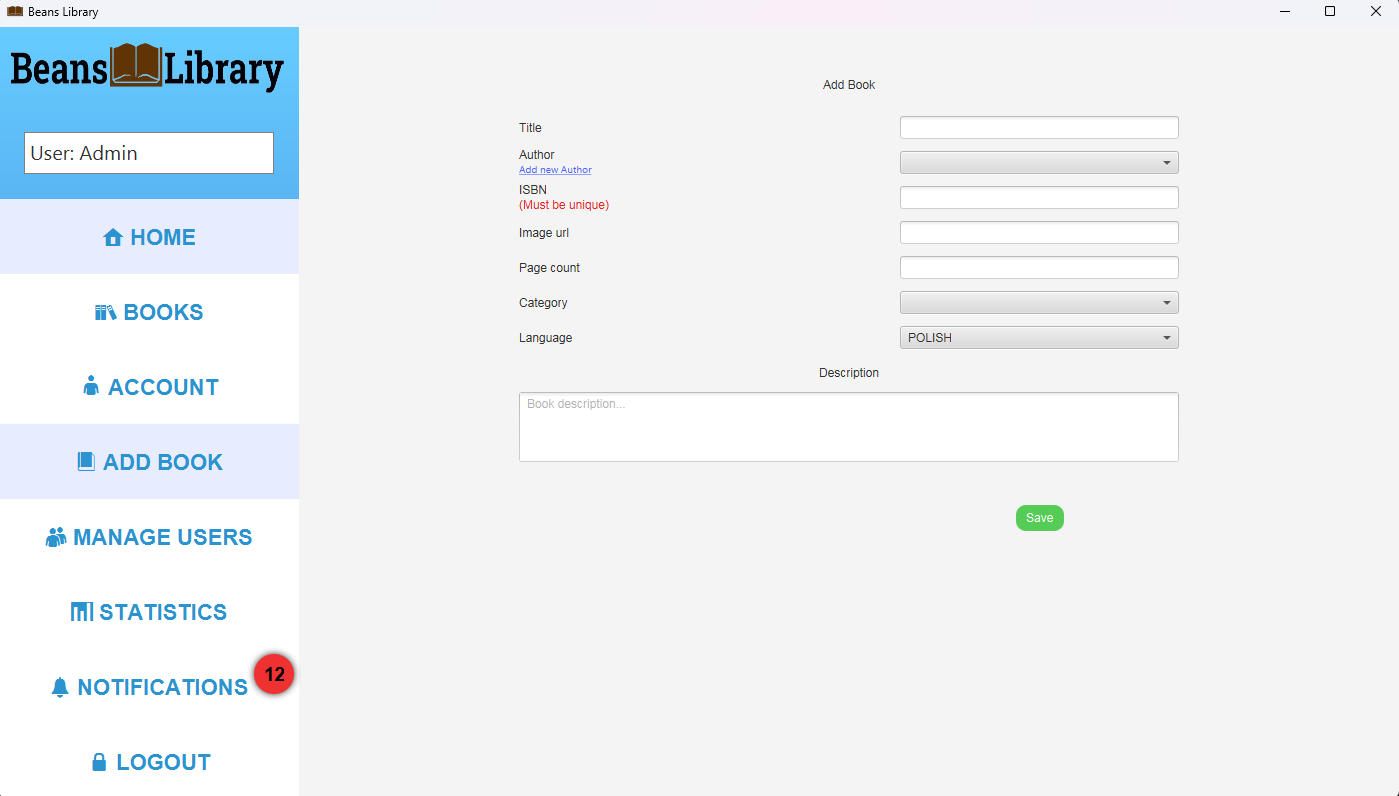 Beans Library
Beans Library
User: Admin
HOME
BOOKS
ACCOUNT
ADD BOOK
MANAGE USERS
STATISTICS
NOTIFICATIONS
12
LOGOUT
Add Book
Title
Author
Add new Author
ISBN
(Must be unique)
Image url
Page count
Category
Language
POLISH
Description
Book description...
Save